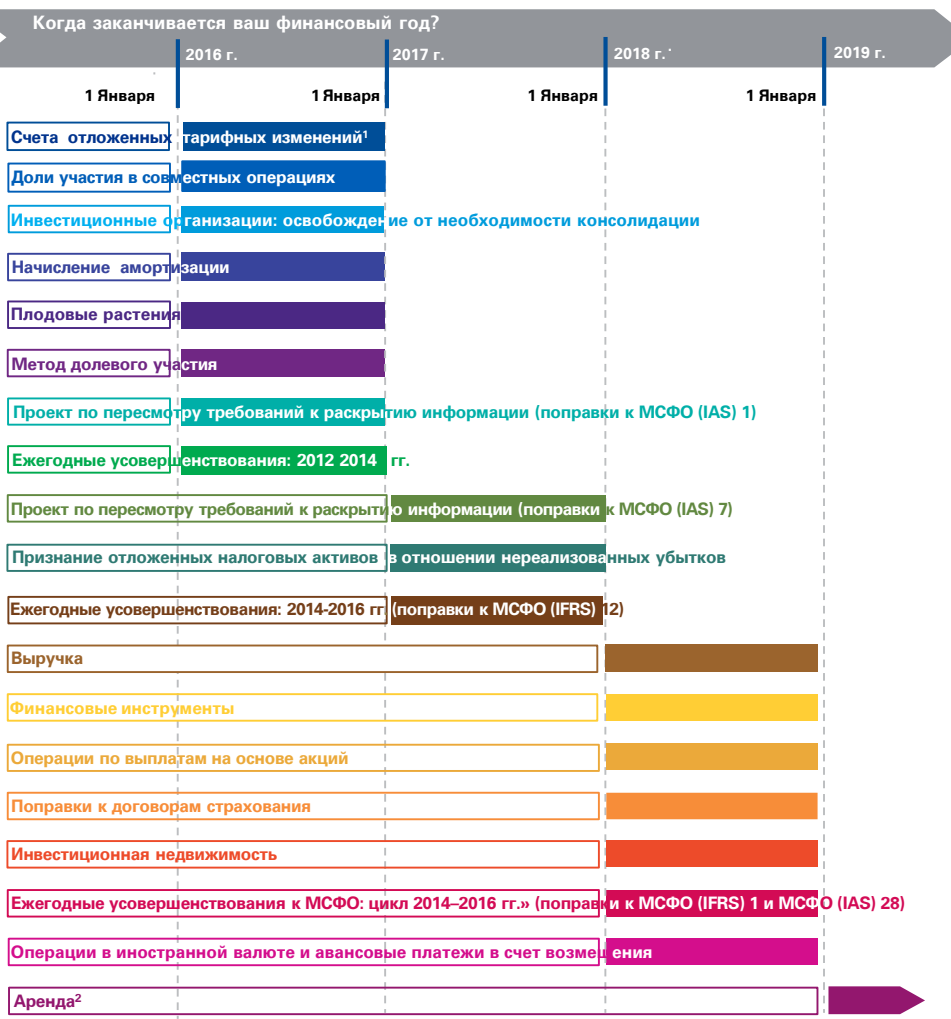 Когда заканчивается ваш финансовый год?
2016 г. 2017 г. 2018 г. 2019 г.
1 Января 1 Января 1 Января 1 Января
Счета отложенных тарифных изменений¹
Доли участия в совместных операциях
Инвестиционные организации: освобождение от необходимости консолидации
Начисление амортизации
Плодовые растения
Метод долевого участия
Проект по пересмотру требований к раскрытию информации (поправки к МСФО (IAS) 1)
Ежегодные усовершенствования: 2012 2014 гг.
Проект по пересмотру требований к раскрытию информации (поправки к МСФО (IAS) 7)
Признание отложенных налоговых активов в отношении нереализованных убытков
Ежегодные усовершенствования: 2014-2016 гг. (поправки к МСФО (IFRS) 12)
Выручка
Финансовые инструменты
Операции по выплатам на основе акций
Поправки к договорам страхования
Инвестиционная недвижимость
Ежегодные усовершенствования к МСФО: цикл 2014–2016 гг.» (поправки к МСФО (IFRS) 1 и МСФО (IAS) 28)
Операции в иностранной валюте и авансовые платежи в счет возмещения
Аренда²